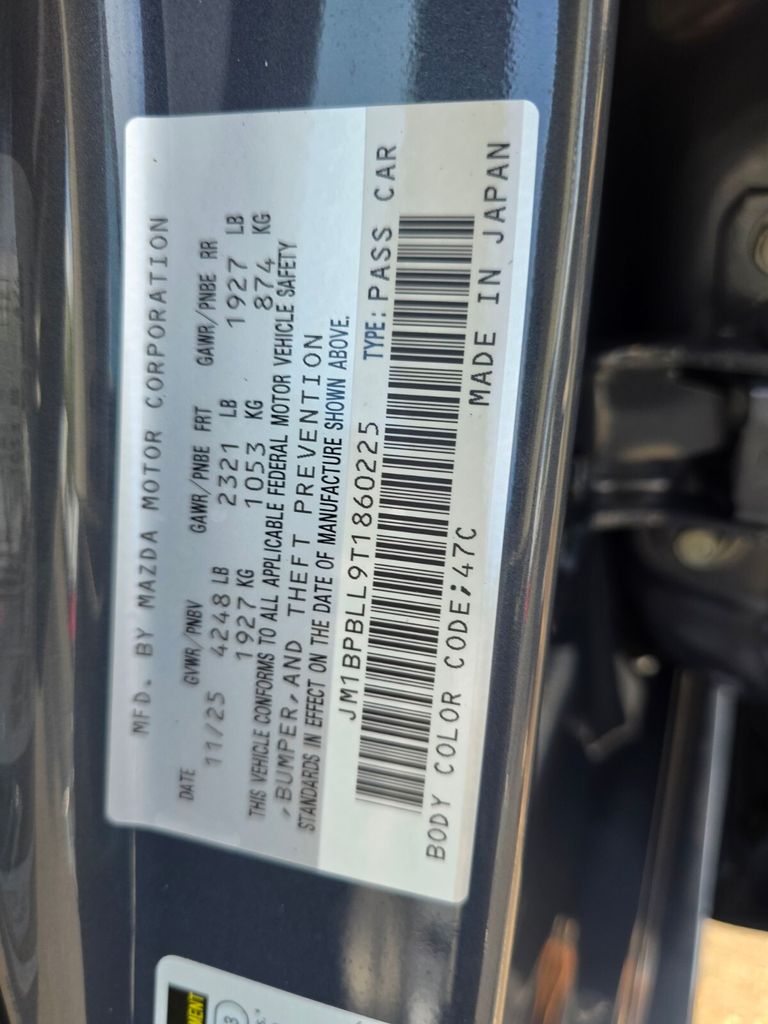 MFD. BY MAZDA MOTOR CORPORATION
DATE GVWR/PNBV GAWR/PNBE FRT GAWR/PNBE RR
11/25 4248 LB 2321 LB 1927 LB
1927 KG 1053 KG 874 KG
THIS VEHICLE CONFORMS TO ALL APPLICABLE FEDERAL MOTOR VEHICLE SAFETY
,BUMPER,AND THEFT PREVENTION
STANDARDS IN EFFECT ON THE DATE OF MANUFACTURE SHOWN ABOVE.
JM1BPBLL9T1860225 TYPE: PASS CAR
BODY COLOR CODE;47C MADE IN JAPAN